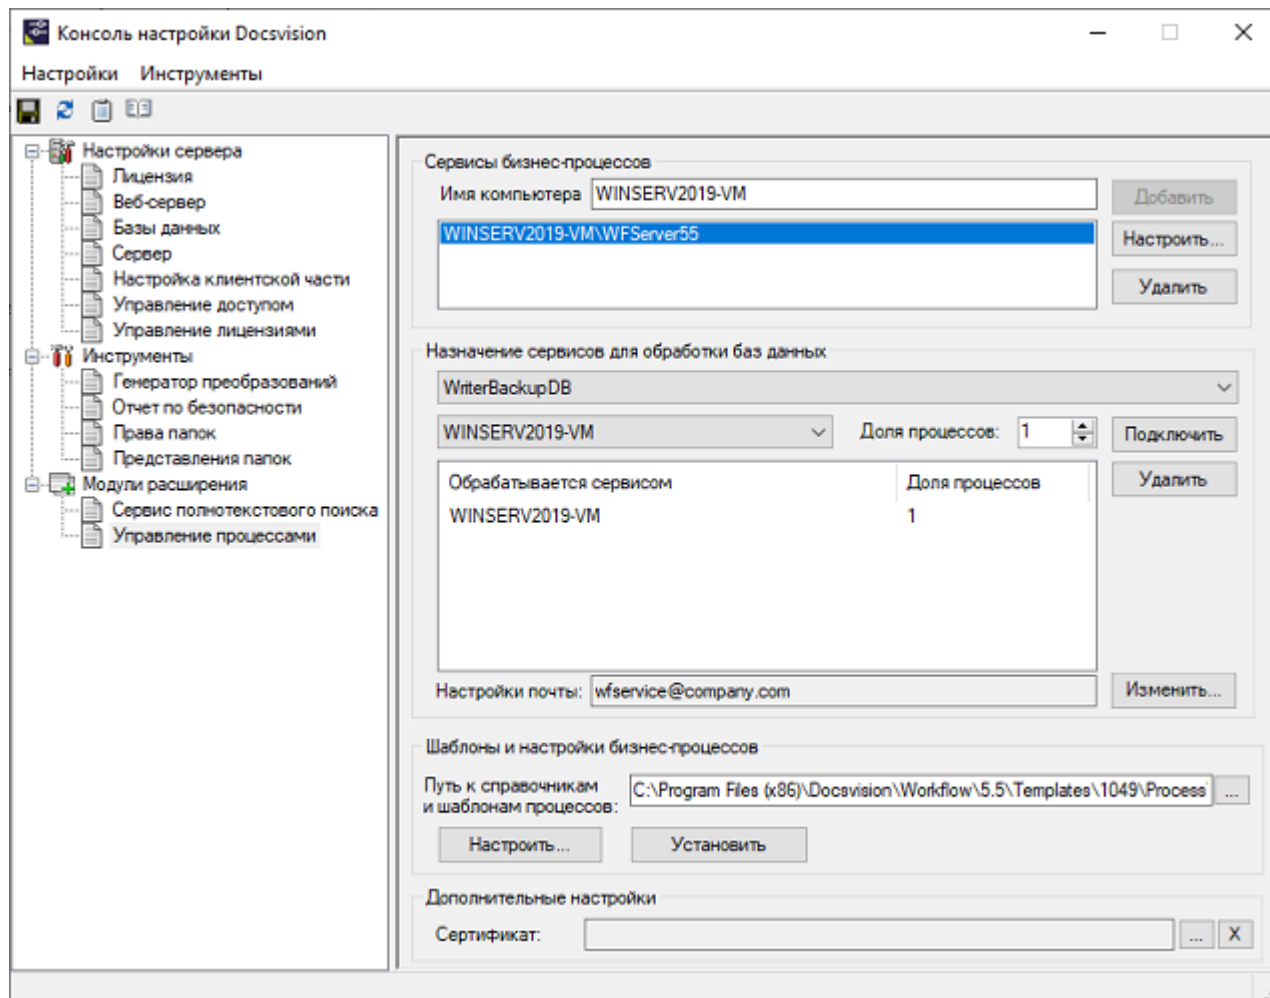 Консоль настройки Docsvision
Настройки Инструменты
Настройки сервера
Лицензия
Веб-сервер
Базы данных
Сервер
Настройка клиентской части
Управление доступом
Управление лицензиями
Инструменты
Генератор преобразований
Отчет по безопасности
Права папок
Представления папок
Модули расширения
Сервис полнотекстового поиска
Управление процессами
Сервисы бизнес-процессов
Имя компьютера WINSERV2019-VM Добавить
WINSERV2019-VM\WFServer55 Настроить...
Удалить
Назначение сервисов для обработки баз данных
WriterBackupDB
WINSERV2019-VM Доля процессов: 1 Подключить
Обрабатывается сервисом Доля процессов Удалить
WINSERV2019-VM 1
Настройки почты: wfservice@company.com Изменить...
Шаблоны и настройки бизнес-процессов
Путь к справочникам
и шаблонам процессов: C:\Program Files (x86)\Docsvision\Workflow\5.5\Templates\1049\Process ...
Настроить... Установить
Дополнительные настройки
Сертификат: ... X